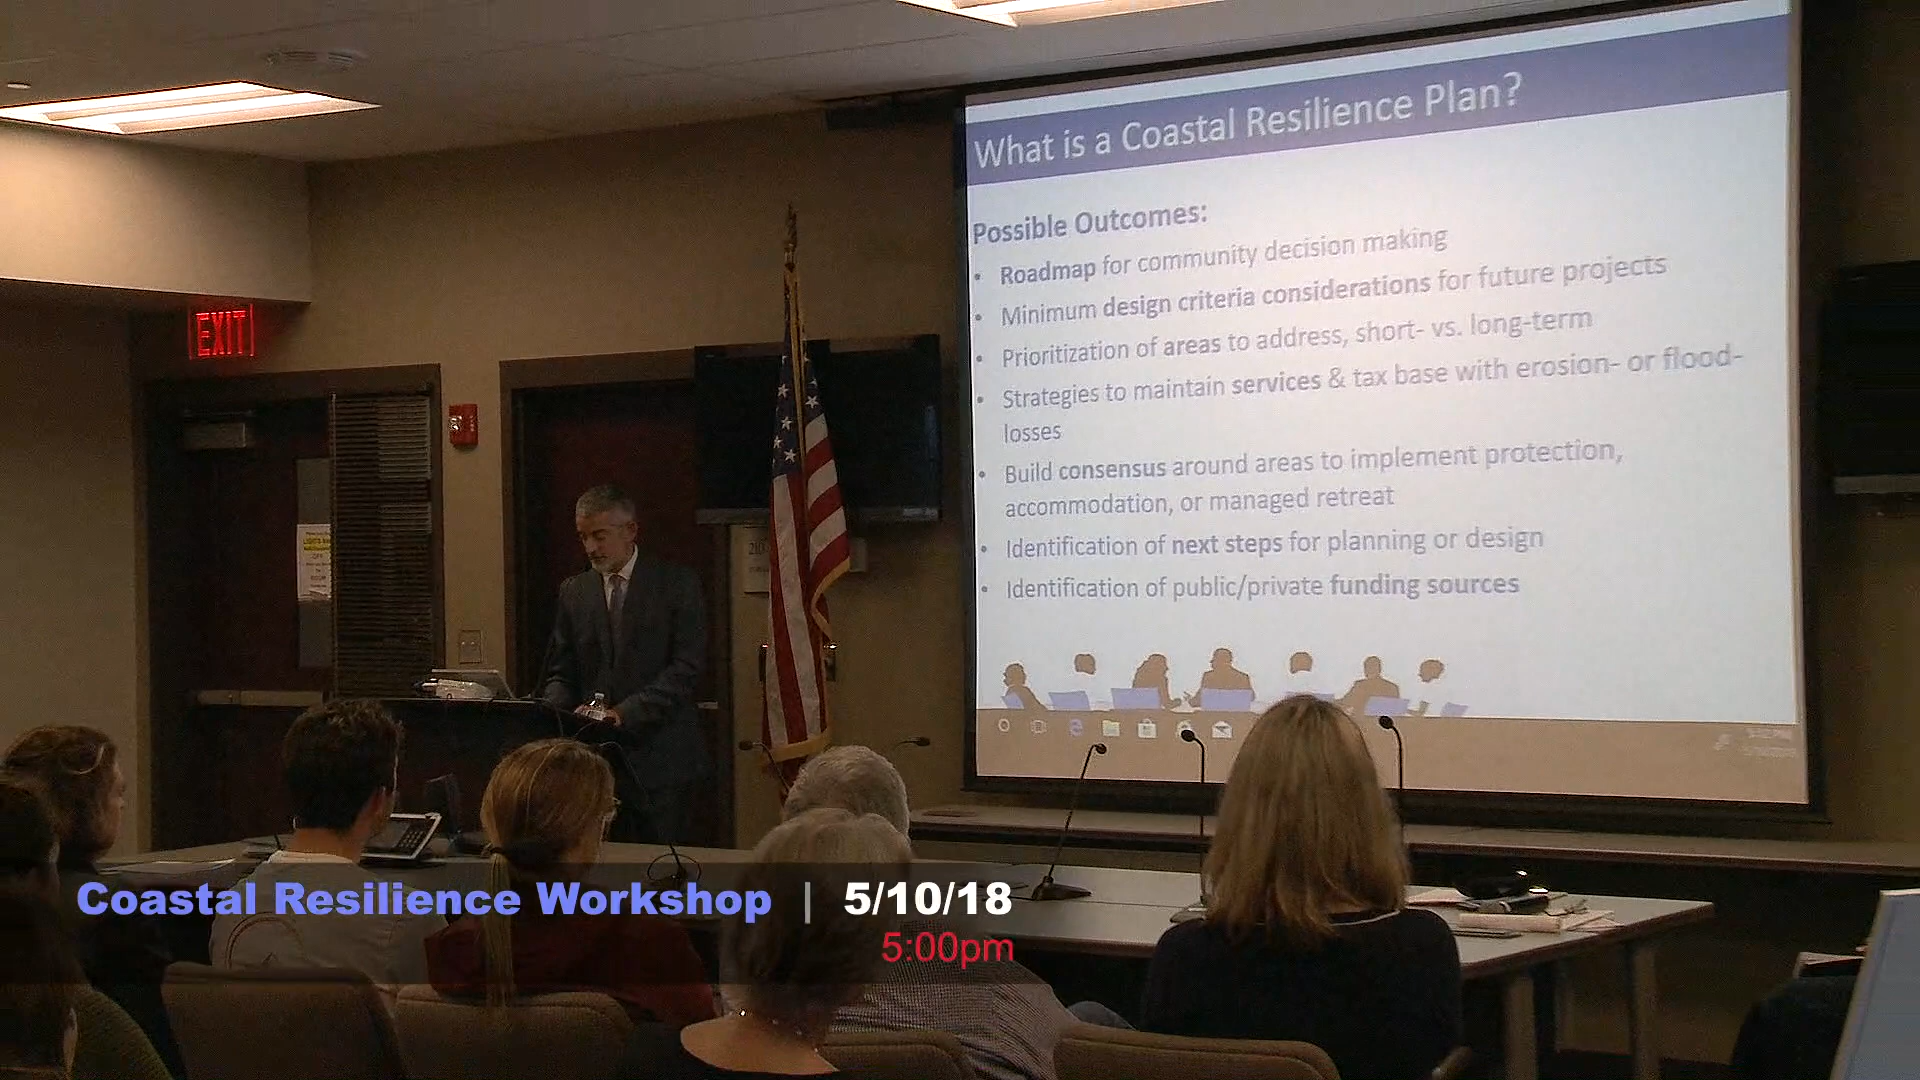 What is a Coastal Resilience Plan?
Possible Outcomes:
• Roadmap for community decision making
• Minimum design criteria considerations for future projects
• Prioritization of areas to address, short- vs. long-term
• Strategies to maintain services & tax base with erosion- or flood-
losses
• Build consensus around areas to implement protection,
accommodation, or managed retreat
• Identification of next steps for planning or design
• Identification of public/private funding sources
EXIT
Coastal Resilience Workshop | 5/10/18
5:00pm